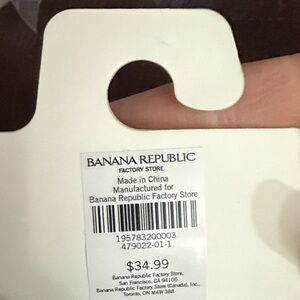 BANANA REPUBLIC
FACTORY STORE
Made in China
Manufactured for
Banana Republic Factory Store
195783200003
479022-01-1
$34.99
Banana Republic Factory Store,
San Francisco, CA 94105
Banana Republic Factory Store (Canada), Inc.,
Toronto, ON M4W 3B8